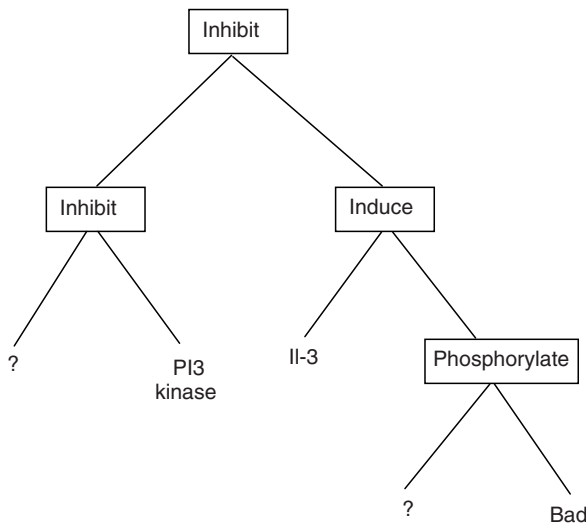 Inhibit
Inhibit
Induce
?
PI3
kinase
Il-3
Phosphorylate
?
Bad